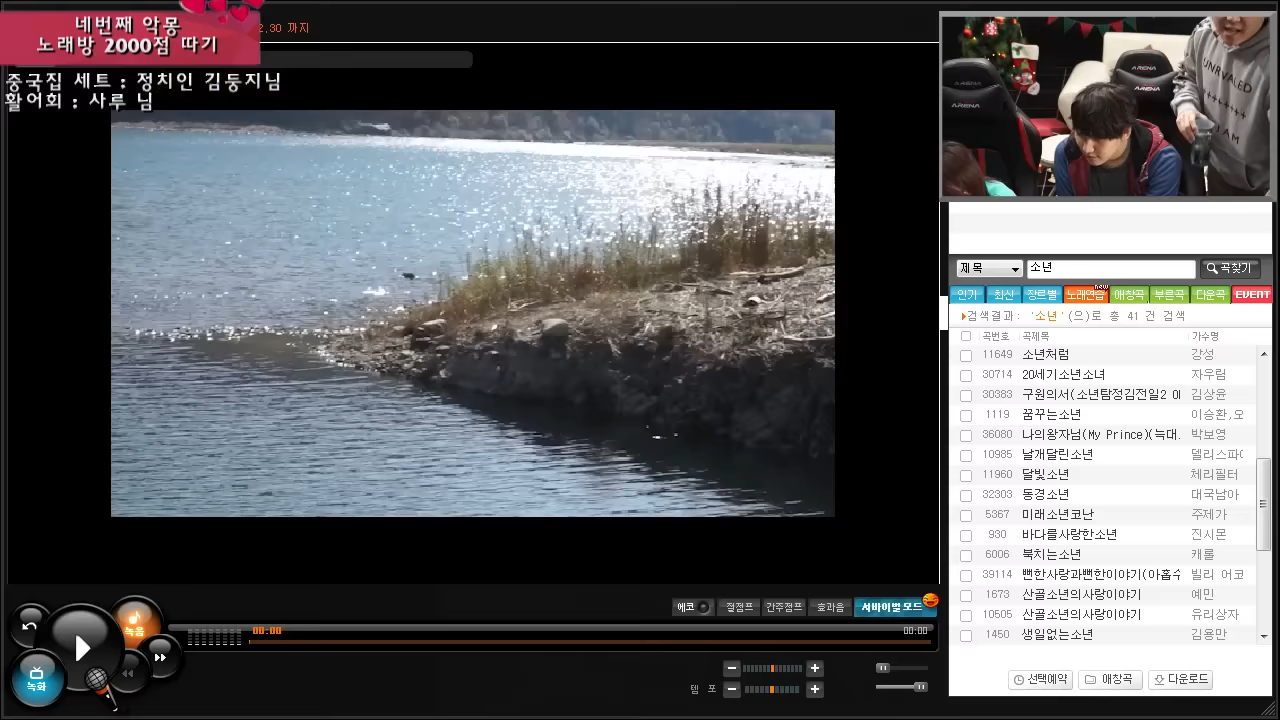 네번째 악몽
노래방 2000점 따기
2.30 까지
중국집 세트 : 정치인 김둥지님
활어회 : 사루 님
ARENA
ARENA
ARENA
UNRVALED
I AM
제목
소년
곡찾기
인기 최신 장르별 노래연습 new 애창곡 부른곡 다운곡 EVENT
검색결과 : '소년' (으)로 총 41 건 검색
곡번호 곡제목 가수명
11649 소년처럼 강성
30714 20세기소년소녀 자우림
30383 구원의서(소년탐정김전일2 김상윤
1119 꿈꾸는소년 이승환,오
36080 나의왕자님(My Prince)(늑대. 박보영
10985 날개달린소년 델리스파
11960 달빛소년 체리필터
32303 동경소년 대국남아
5367 미래소년코난 주제가
930 바다를사랑한소년 진시몬
6006 북치는소년 캐롤
39114 뻔한사랑과뻔한이야기(아홉수 빌리 어코
1673 산골소년의사랑이야기 예민
10505 산골소년의사랑이야기 유리상자
1450 생일없는소년 김용만
선택예약 애창곡 다운로드
에코 절점프 간주점프 효과음 서바이벌 모드
녹음
00:00
00:00
녹화
템 포